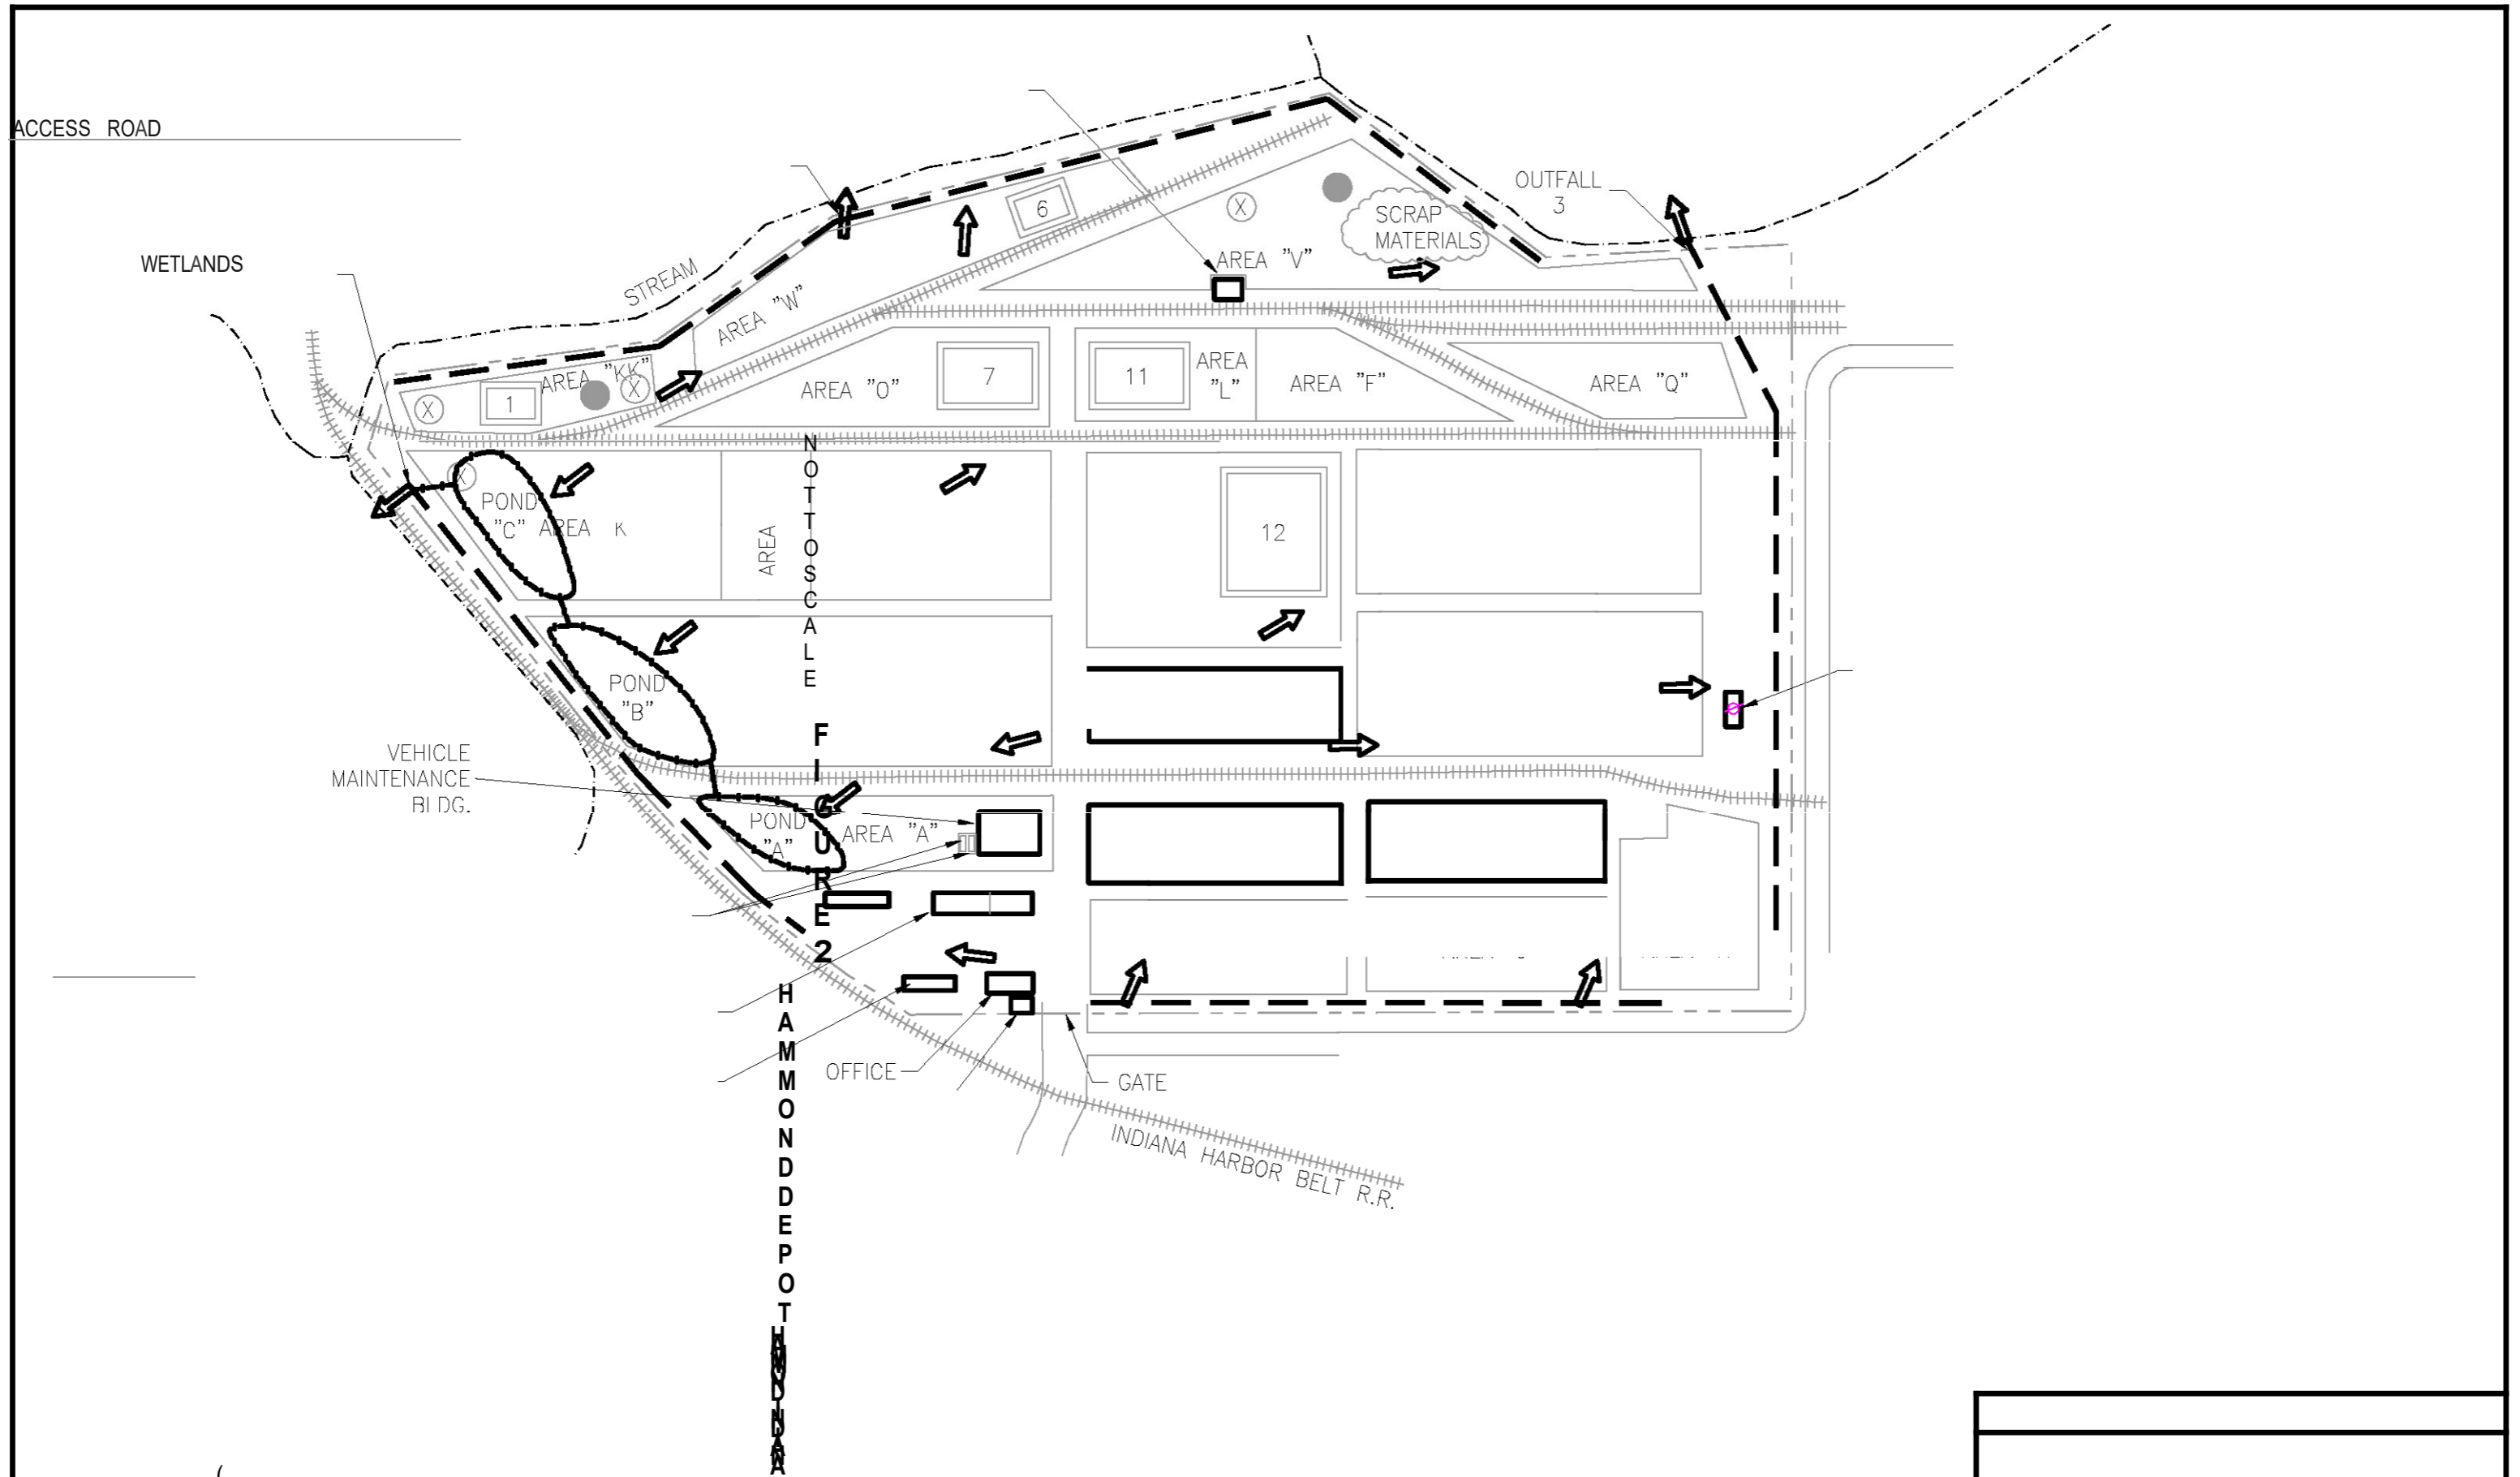 ACCESS ROAD
WETLANDS
STREAM
OUTFALL
3
SCRAP
MATERIALS
6
X
AREA "V"
AREA "W"
AREA "KK"
X
1
X
AREA "O"
7
11
AREA
"L"
AREA "F"
AREA "Q"
X
POND
"C"
AREA K
AREA
12
NOT TO SCALE
POND
"B"
VEHICLE
MAINTENANCE
BLDG.
POND
"A"
AREA "A"
FIGURE 2
OFFICE
GATE
HAMMOND DEPOT
INDIANA HARBOR BELT R.R.
(